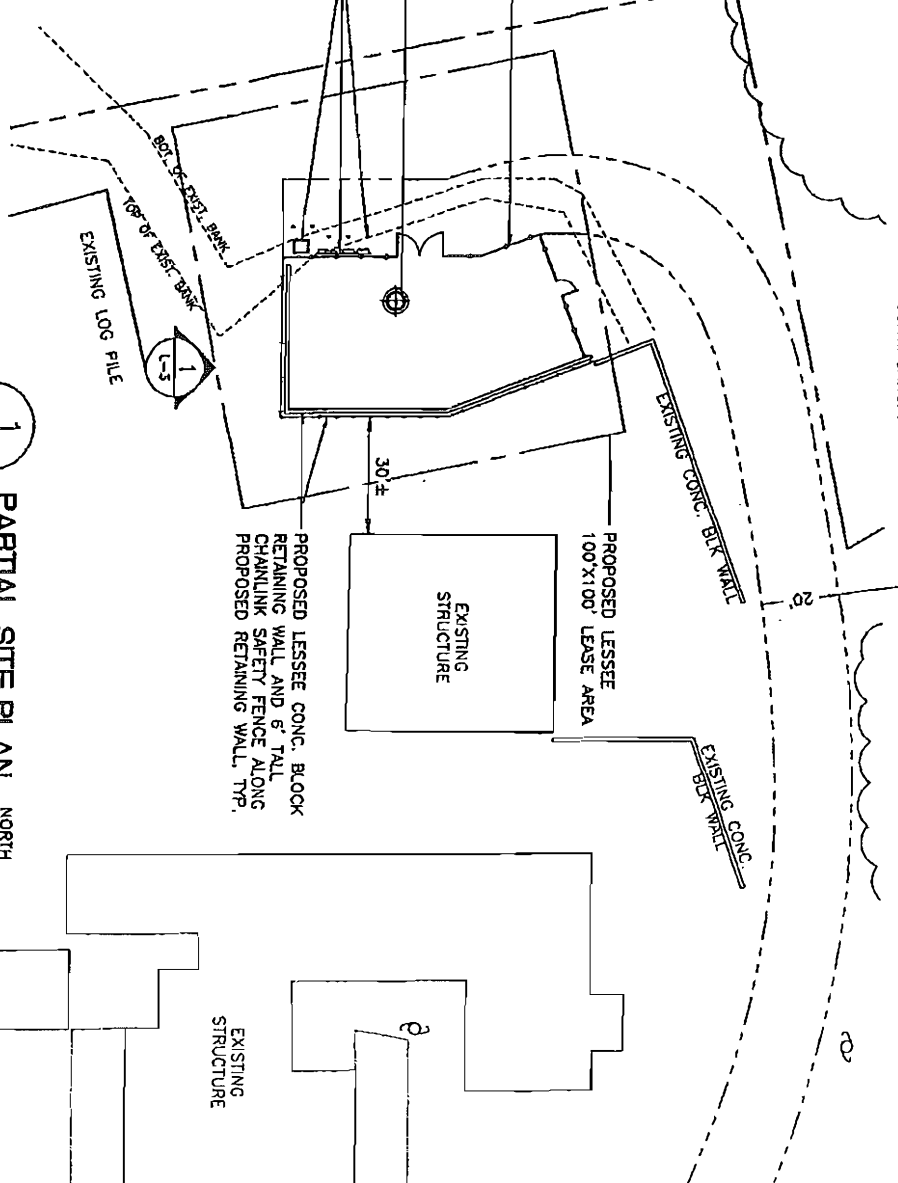 BOT. OF EXIST. BANK
TOP OF EXIST. BANK
EXISTING LOG PILE
1
L-5
EXISTING CONC. BLK WALL
20'
30'±
PROPOSED LESSEE
100'X100' LEASE AREA
EXISTING
STRUCTURE
PROPOSED LESSEE CONC. BLOCK
RETAINING WALL AND 6' TALL
CHAINLINK SAFETY FENCE ALONG
PROPOSED RETAINING WALL, TYP.
EXISTING CONC.
BLK WALL
EXISTING
STRUCTURE
1
PARTIAL SITE PLAN
NORTH